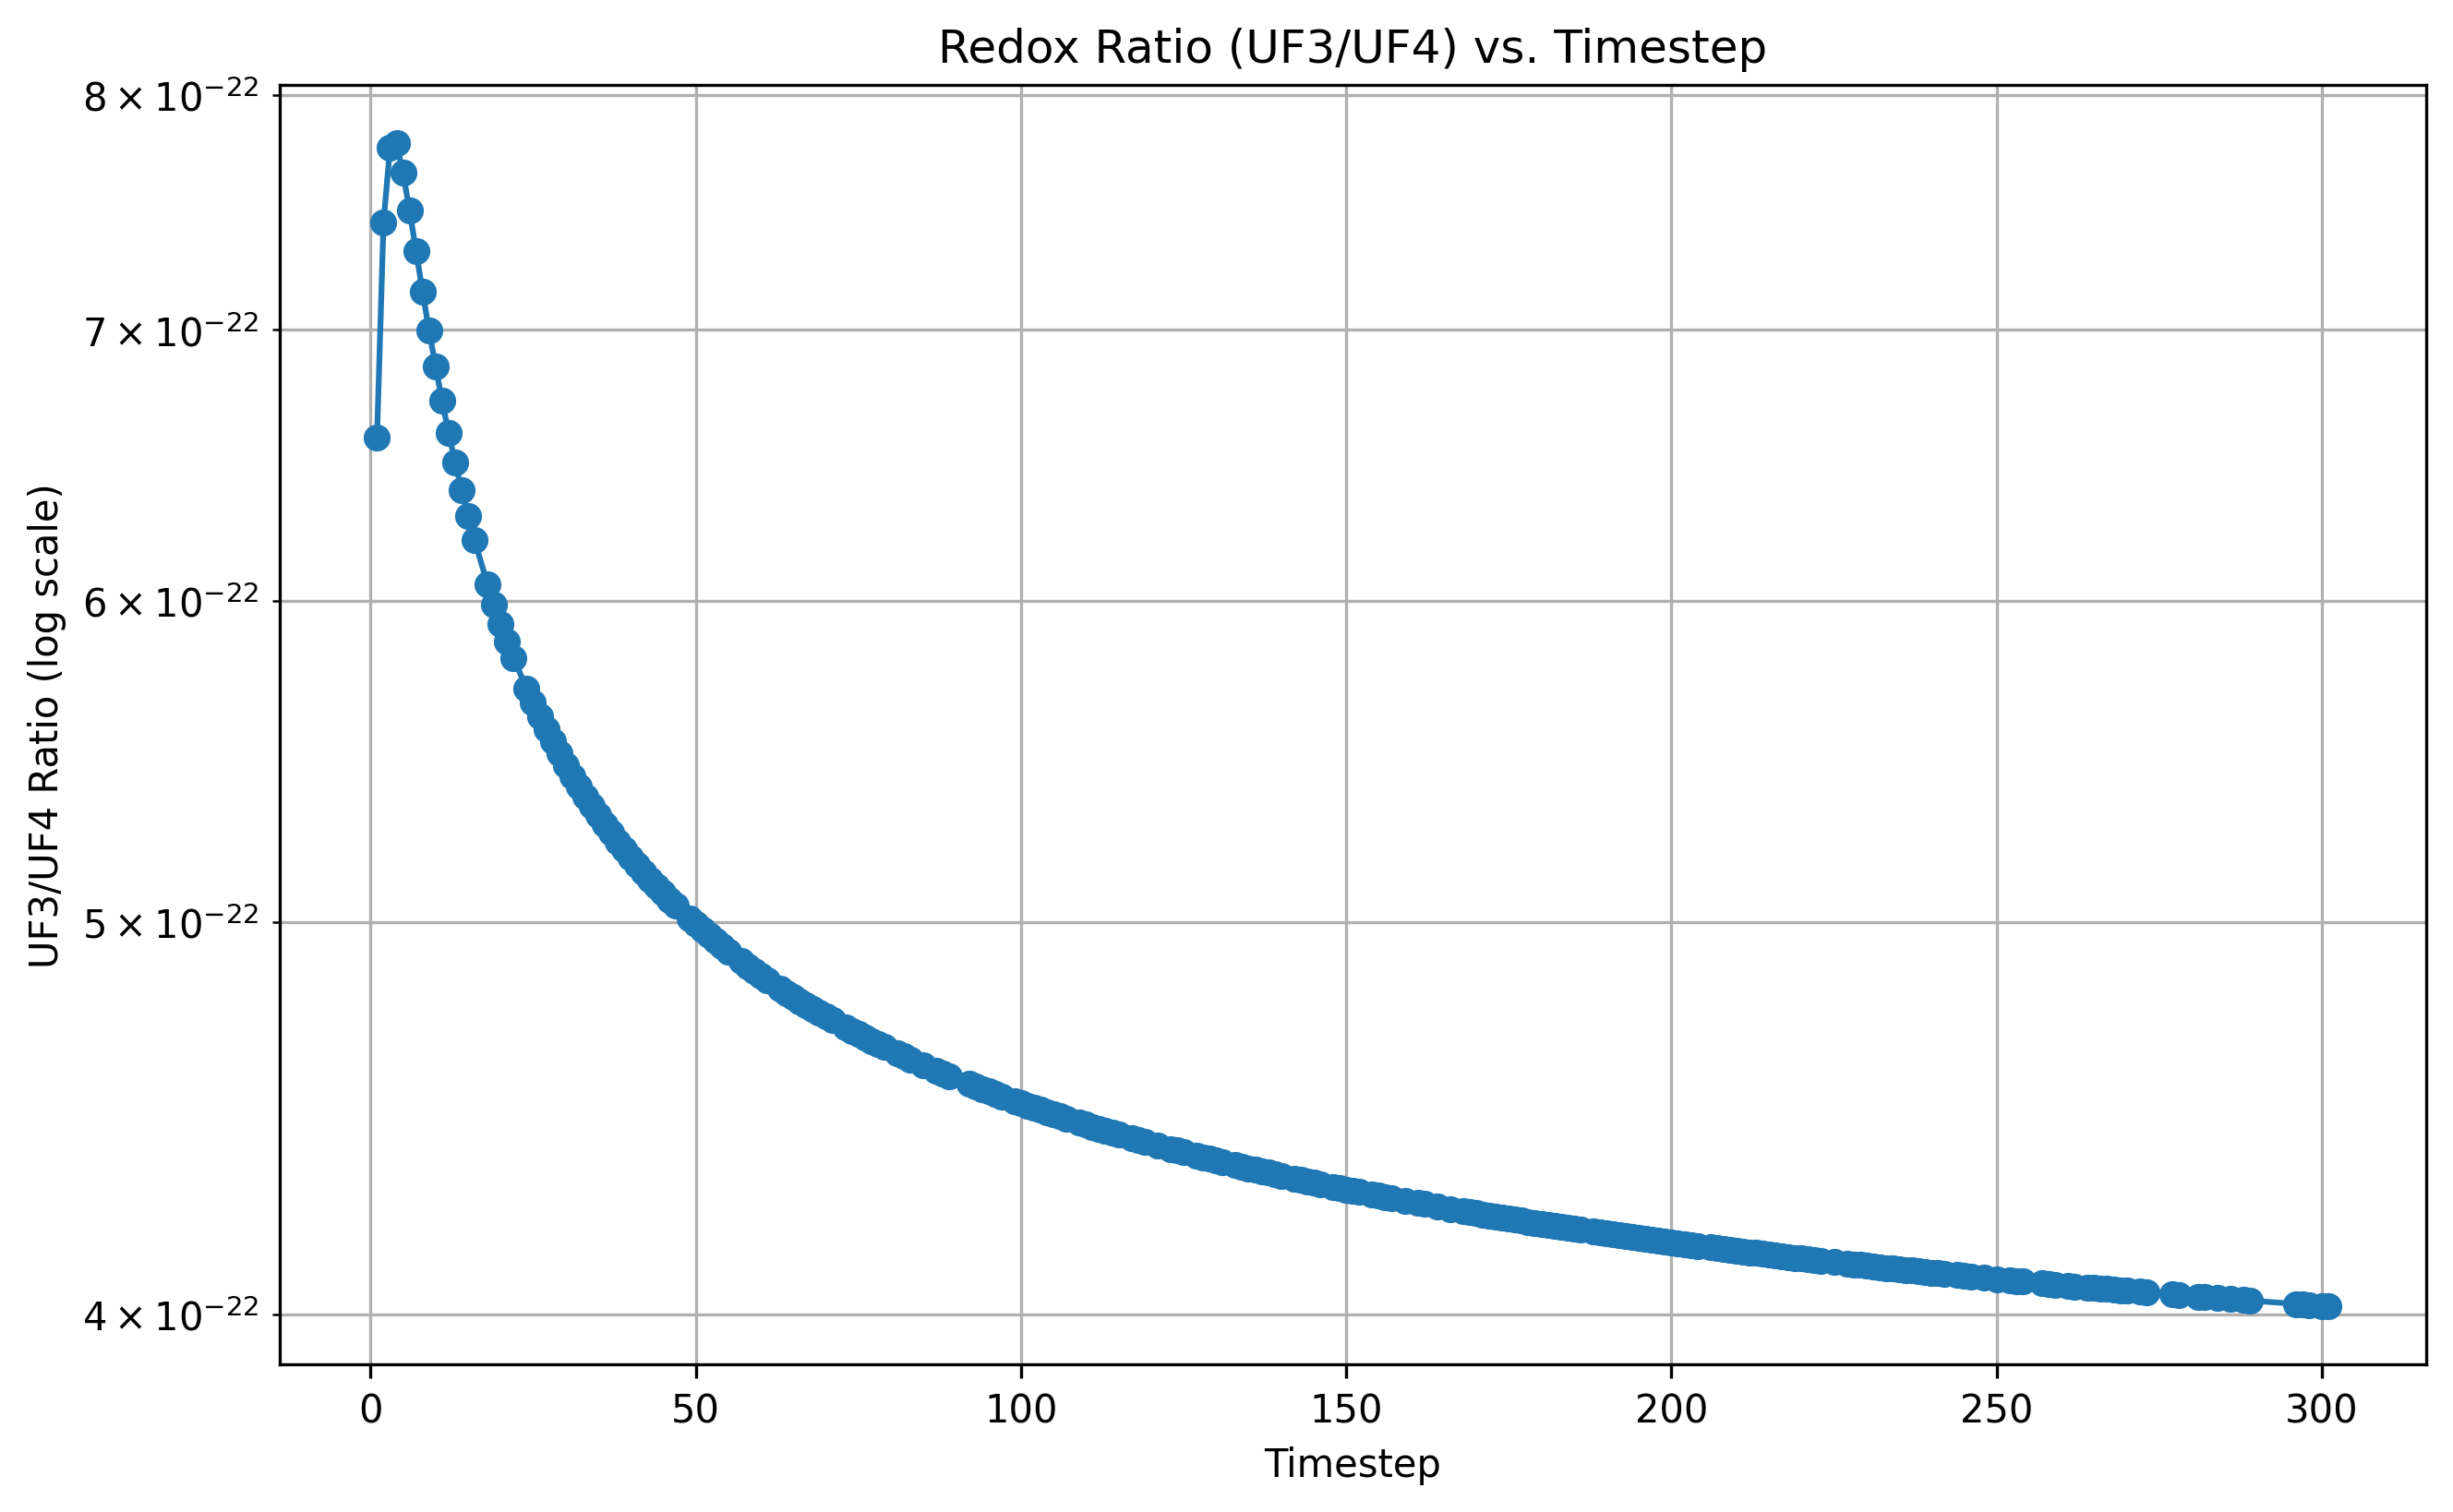 Redox Ratio (UF3/UF4) vs. Timestep
UF3/UF4 Ratio (log scale)
8 × 10⁻²²
7 × 10⁻²²
6 × 10⁻²²
5 × 10⁻²²
4 × 10⁻²²
0 50 100 150 200 250 300
Timestep